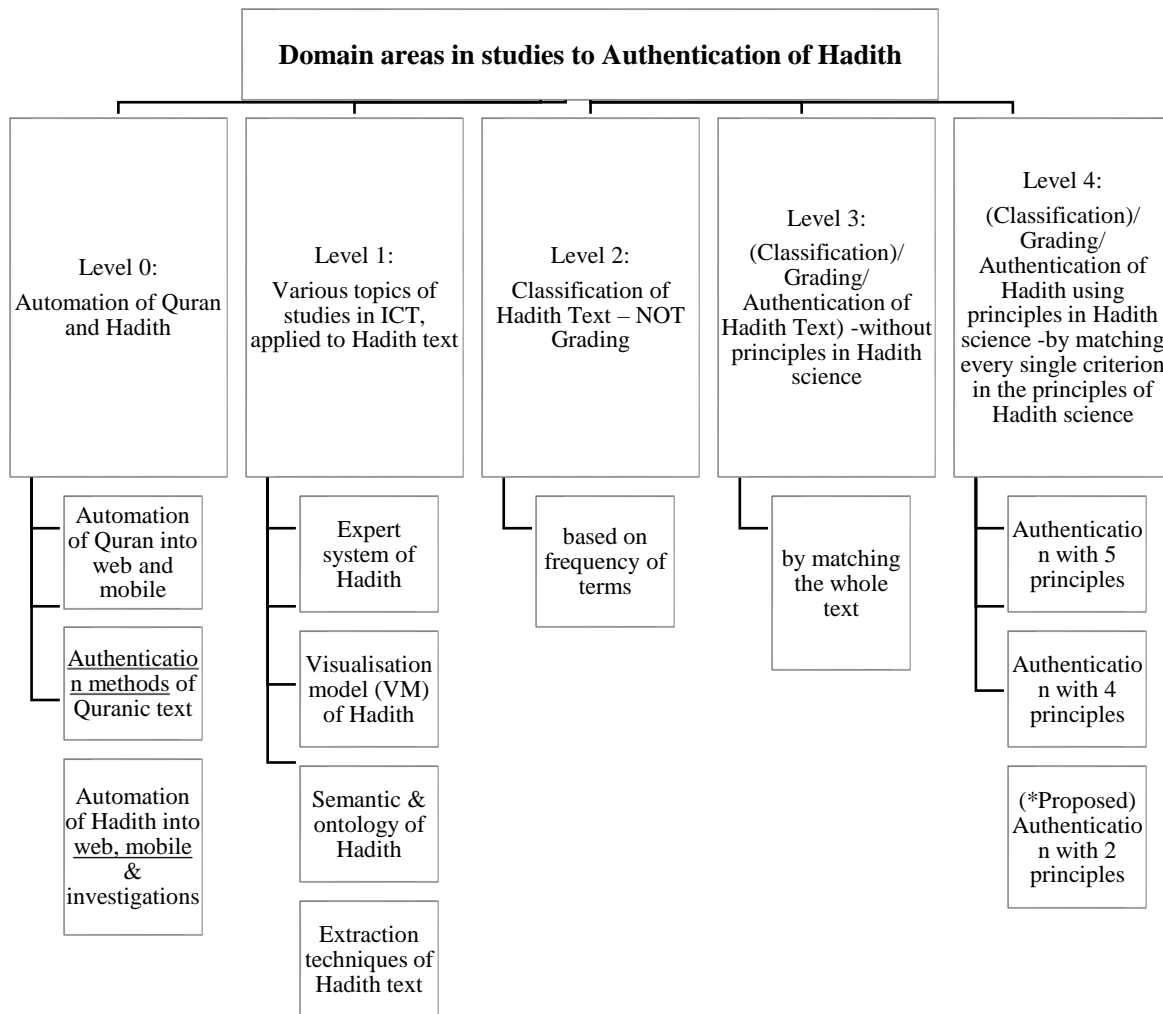 Domain areas in studies to Authentication of Hadith
Level 0:
Automation of Quran
and Hadith
Automation
of Quran into
web and
mobile
Authenticatio
n methods of
Quranic text
Automation
of Hadith into
web, mobile
&
investigations
Level 1:
Various topics of
studies in ICT,
applied to Hadith text
Expert
system of
Hadith
Visualisation
model (VM)
of Hadith
Semantic &
ontology of
Hadith
Extraction
techniques of
Hadith text
Level 2:
Classification of
Hadith Text – NOT
Grading
based on
frequency of
terms
Level 3:
(Classification)/
Grading/
Authentication of
Hadith Text) -without
principles in Hadith
science
by matching
the whole
text
Level 4:
(Classification)/
Grading/
Authentication of
Hadith using
principles in Hadith
science -by matching
every single criterion
in the principles of
Hadith science
Authenticatio
n with 5
principles
Authenticatio
n with 4
principles
(*Proposed)
Authenticatio
n with 2
principles